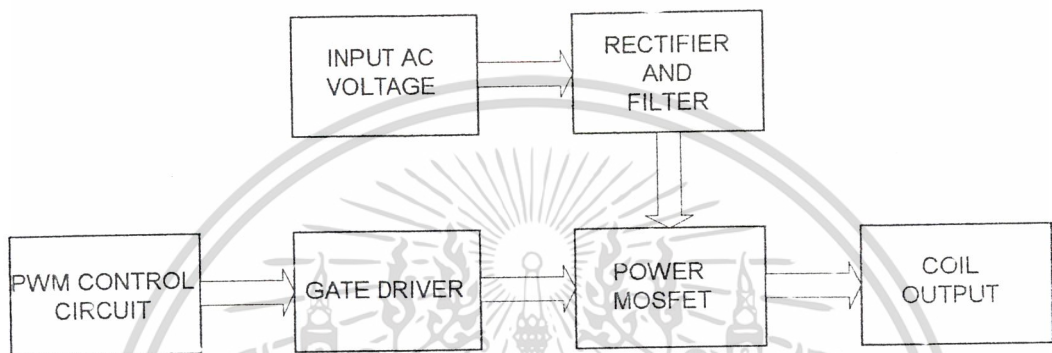 INPUT AC
VOLTAGE
RECTIFIER
AND
FILTER
PWM CONTROL
CIRCUIT
GATE DRIVER
POWER
MOSFET
COIL
OUTPUT